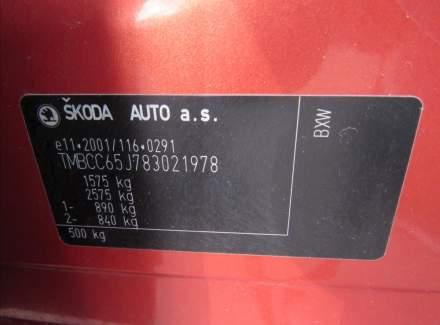 ŠKODA AUTO a.s.
e11*2001/116*0291
TMBCC65J783021978
1575 kg
2575 kg
1- 890 kg
2- 840 kg
500 kg
BXW